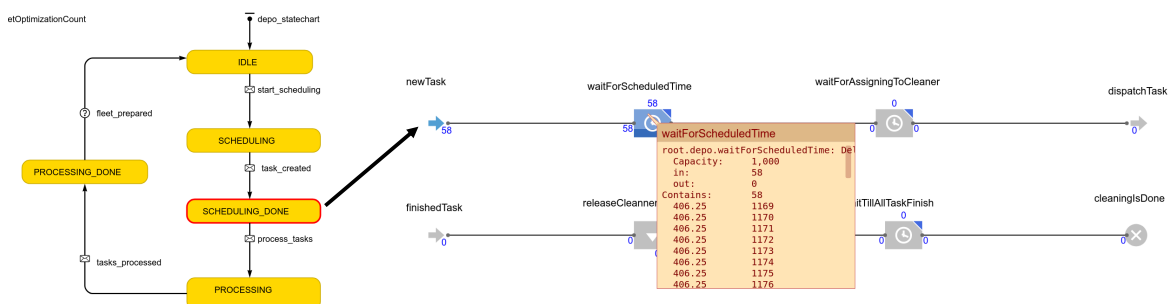 etOptimizationCount
depo_statechart
IDLE
start_scheduling
fleet_prepared
?
SCHEDULING
task_created
PROCESSING_DONE
SCHEDULING_DONE
process_tasks
tasks_processed
PROCESSING
newTask
58
waitForScheduledTime
58
58
waitForAssigningToCleaner
0
0
0
dispatchTask
0
finishedTask
0
releaseCleanner
0
0
itTillAllTaskFinish
0
0
0
cleaningIsDone
0
waitForScheduledTime
root.depo.waitForScheduledTime: Del
Capacity: 1,000
in: 58
out: 0
Contains: 58
406.25 1169
406.25 1170
406.25 1171
406.25 1172
406.25 1173
406.25 1174
406.25 1175
406.25 1176